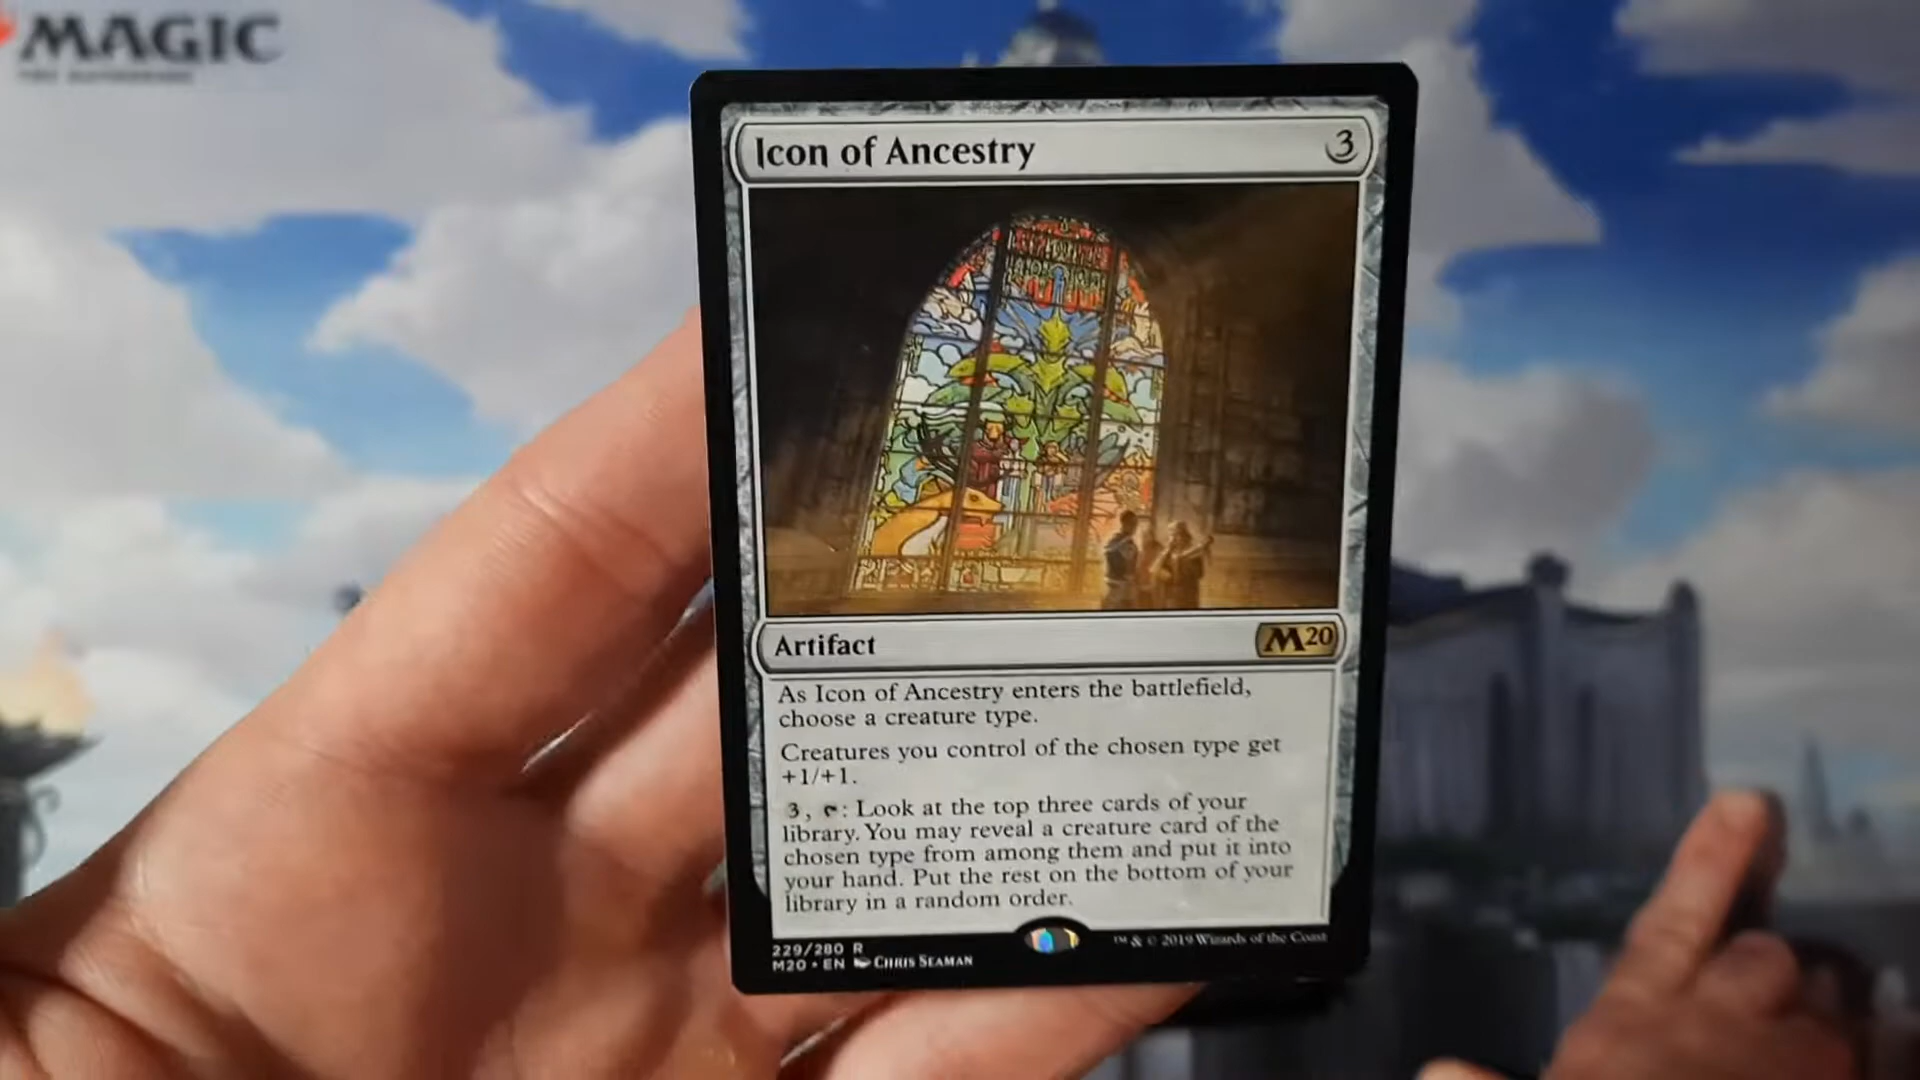 MAGIC
THE GATHERING
Icon of Ancestry 3
Artifact M20
As Icon of Ancestry enters the battlefield,
choose a creature type.
Creatures you control of the chosen type get
+1/+1.
3, : Look at the top three cards of your
library. You may reveal a creature card of the
chosen type from among them and put it into
your hand. Put the rest on the bottom of your
library in a random order.
229/280 R
M20 • EN CHRIS SEAMAN
™ & © 2019 Wizards of the Coast